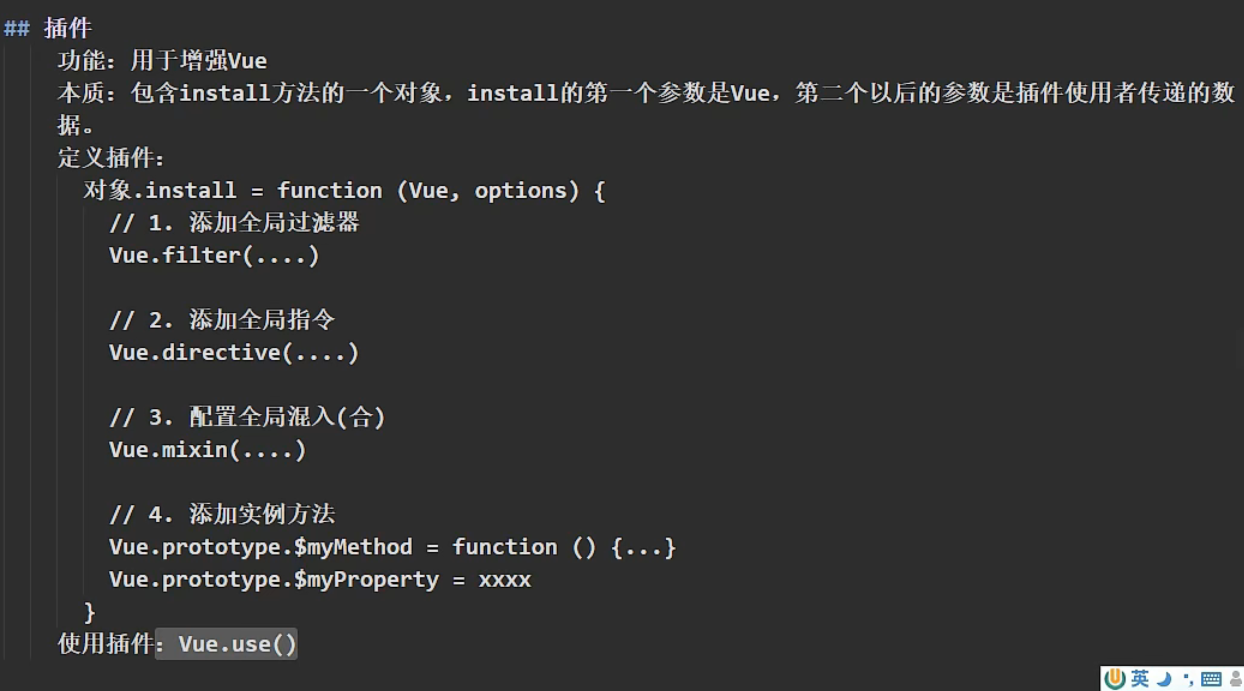 ## 插件
功能：用于增强Vue
本质：包含install方法的一个对象，install的第一个参数是Vue，第二个以后的参数是插件使用者传递的数
据。
定义插件：
对象.install = function (Vue, options) {
// 1. 添加全局过滤器
Vue.filter(....)
// 2. 添加全局指令
Vue.directive(....)
// 3. 配置全局混入(合)
Vue.mixin(....)
// 4. 添加实例方法
Vue.prototype.$myMethod = function () {...}
Vue.prototype.$myProperty = xxxx
}
使用插件：Vue.use()
英